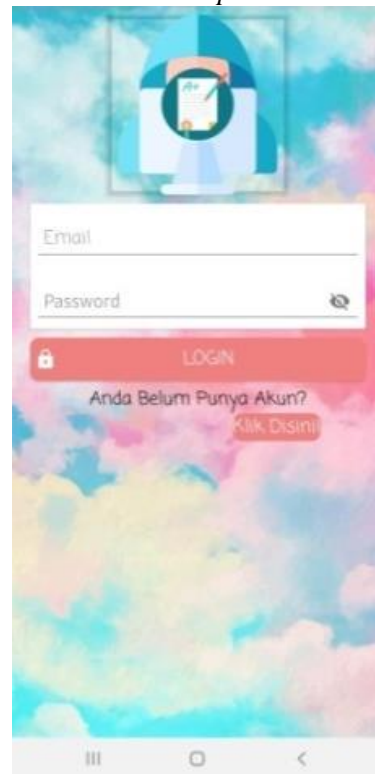 A+
Email
Password
LOGIN
Anda Belum Punya Akun?
Klik Disini